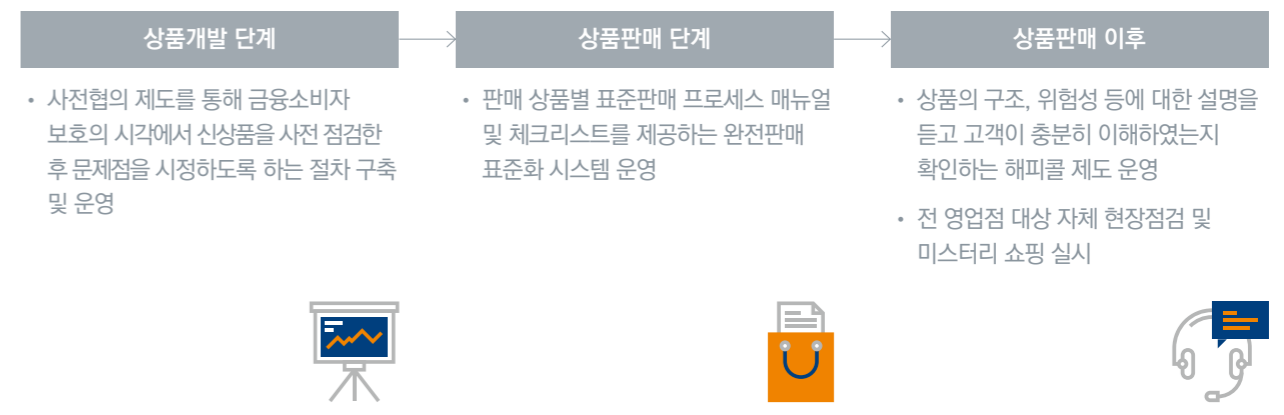 상품개발 단계
• 사전협의 제도를 통해 금융소비자
보호의 시각에서 신상품을 사전 점검한
후 문제점을 시정하도록 하는 절차 구축
및 운영
상품판매 단계
• 판매 상품별 표준판매 프로세스 매뉴얼
및 체크리스트를 제공하는 완전판매
표준화 시스템 운영
상품판매 이후
• 상품의 구조, 위험성 등에 대한 설명을
듣고 고객이 충분히 이해하였는지
확인하는 해피콜 제도 운영
• 전 영업점 대상 자체 현장점검 및
미스터리 쇼핑 실시